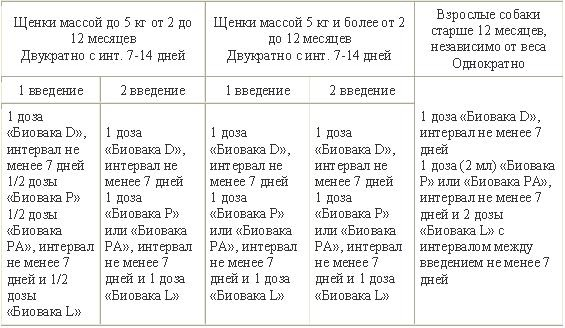 Щенки массой до 5 кг от 2 до
12 месяцев
Двукратно с инт. 7-14 дней
Щенки массой 5 кг и более от 2
до 12 месяцев
Двукратно с инт. 7-14 дней
Взрослые собаки
старше 12 месяцев,
независимо от веса
Однократно
1 введение
2 введение
1 введение
2 введение
1 доза
«Биовака D»,
интервал не
менее 7 дней
1/2 дозы
«Биовака P»
1/2 дозы
«Биовака
PA», интервал
не менее 7
дней и 1/2
дозы
«Биовака L»
1 доза
«Биовака D»,
интервал не
менее 7 дней
1 доза
«Биовака P»
или «Биовака
PA», интервал
не менее 7
дней и 1 доза
«Биовака L»
1 доза
«Биовака D»,
интервал не
менее 7 дней
1 доза
«Биовака P»
или «Биовака
PA», интервал
не менее 7
дней и 1 доза
«Биовака L»
1 доза
«Биовака D»,
интервал не
менее 7 дней
1 доза
«Биовака P»
или «Биовака
PA», интервал
не менее 7
дней и 1 доза
«Биовака L»
1 доза «Биовака D»,
интервал не менее 7
дней
1 доза (2 мл) «Биовака
P» или «Биовака PA»,
интервал не менее 7
дней и 2 дозы
«Биовака L» с
интервалом между
введением не менее 7
дней